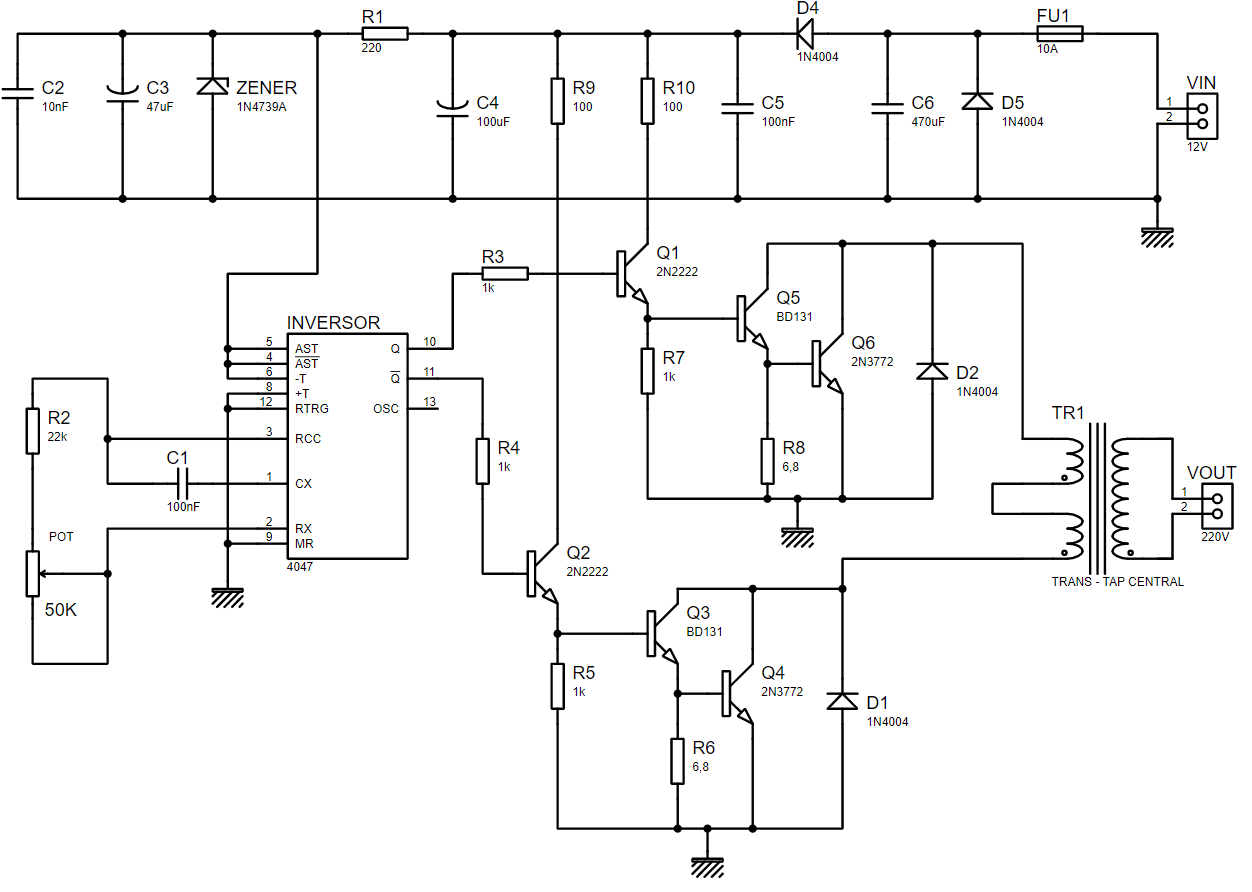 D4
R1
FU1
220
1N4004
10A
C2
10nF
C3
47uF
ZENER
1N4739A
C4
100uF
R9
100
R10
100
C5
100nF
C6
470uF
D5
1N4004
VIN
1
2
12V
R3
1k
Q1
2N2222
Q5
BD131
Q6
2N3772
R7
1k
D2
1N4004
R8
6,8
INVERSOR
5 AST Q 10
4 AST
6 -T Q 11
8 +T
12 RTRG OSC 13
3 RCC
1 CX
2 RX
9 MR
4047
R2
22k
C1
100nF
POT
50K
R4
1k
TR1
TRANS - TAP CENTRAL
VOUT
1
2
220V
Q2
2N2222
Q3
BD131
Q4
2N3772
R5
1k
R6
6,8
D1
1N4004